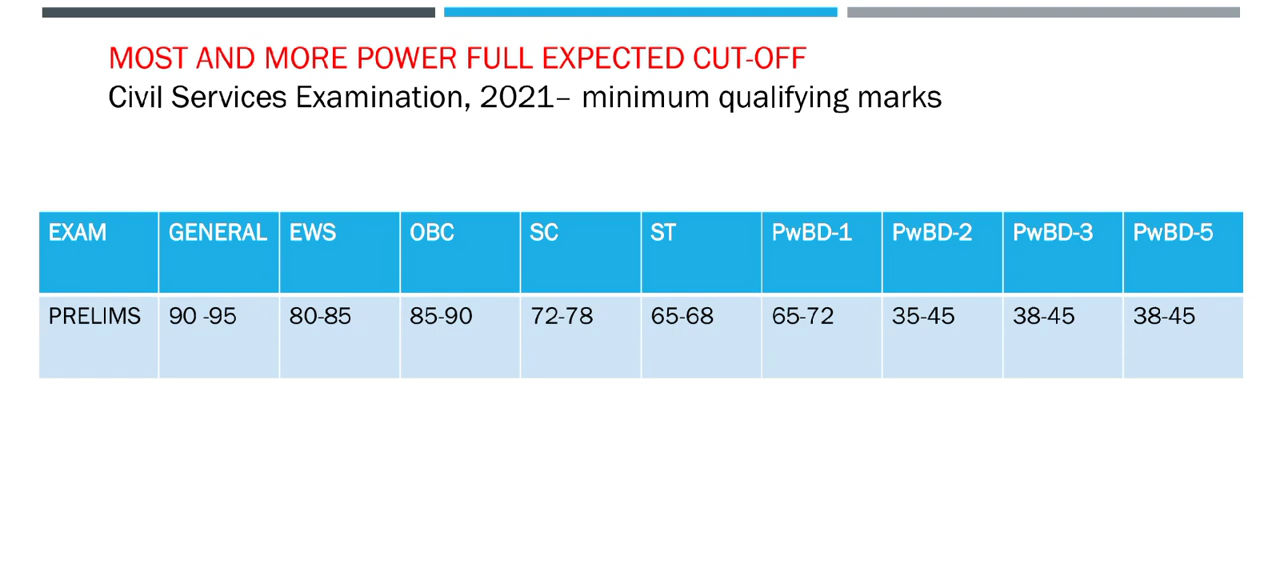 MOST AND MORE POWER FULL EXPECTED CUT-OFF
Civil Services Examination, 2021– minimum qualifying marks
EXAM GENERAL EWS OBC SC ST PwBD-1 PwBD-2 PwBD-3 PwBD-5
PRELIMS 90 -95 80-85 85-90 72-78 65-68 65-72 35-45 38-45 38-45